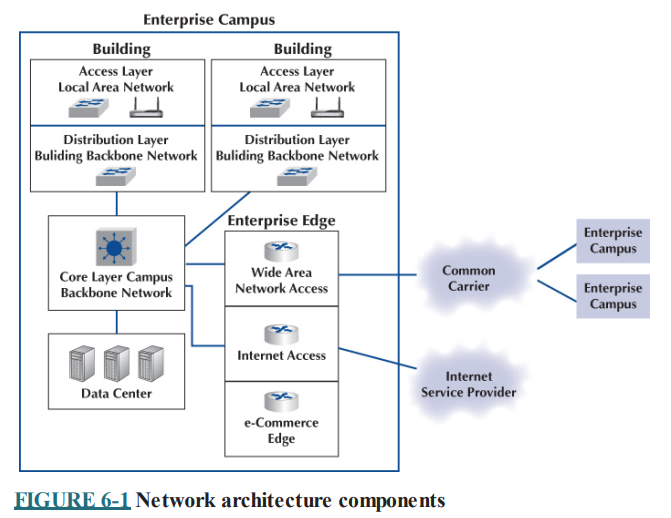 Enterprise Campus
Building
Access Layer
Local Area Network
Distribution Layer
Buliding Backbone Network
Building
Access Layer
Local Area Network
Distribution Layer
Buliding Backbone Network
Core Layer Campus
Backbone Network
Data Center
Enterprise Edge
Wide Area
Network Access
Internet Access
e-Commerce
Edge
Common
Carrier
Internet
Service Provider
Enterprise
Campus
Enterprise
Campus
FIGURE 6-1 Network architecture components